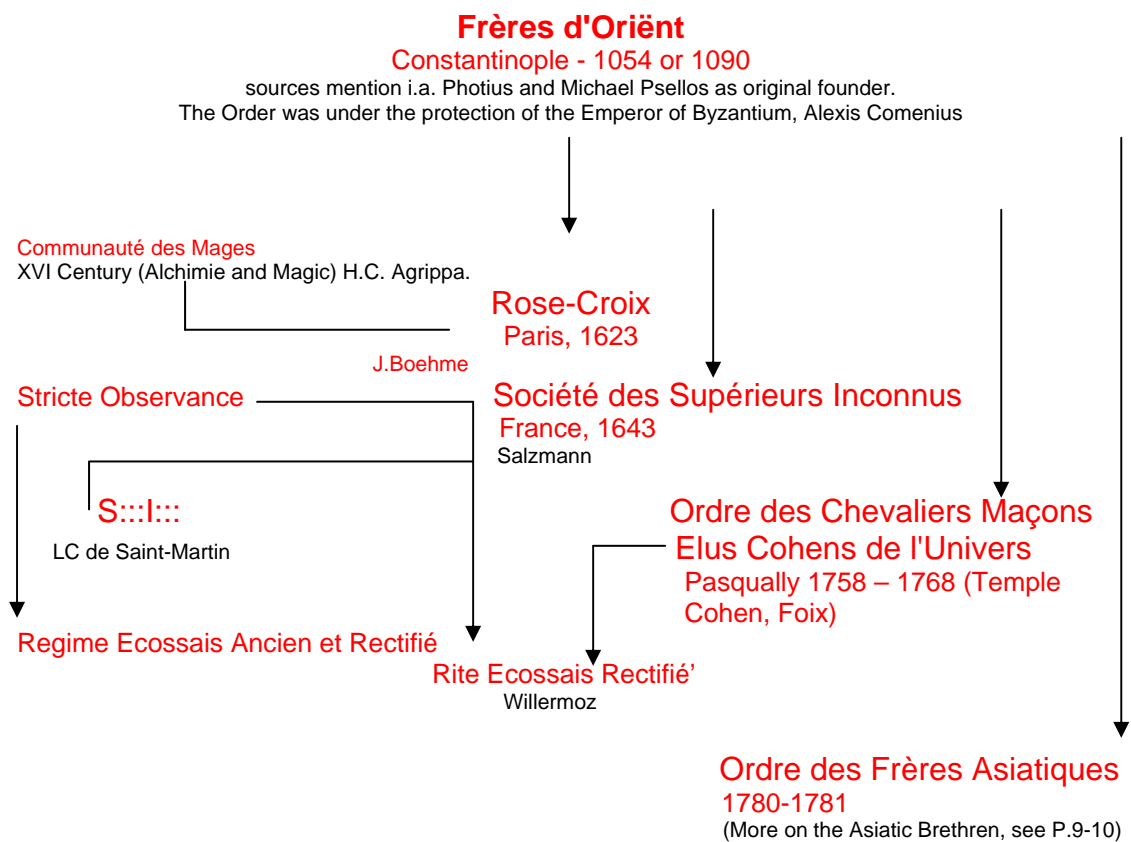 Frères d'Oriënt
Constantinople - 1054 or 1090
sources mention i.a. Photius and Michael Psellos as original founder.
The Order was under the protection of the Emperor of Byzantium, Alexis Comenius
Communauté des Mages
XVI Century (Alchimie and Magic) H.C. Agrippa.
Rose-Croix
Paris, 1623
J.Boehme
Stricte Observance
Société des Supérieurs Inconnus
France, 1643
Salzmann
S:::I:::
LC de Saint-Martin
Ordre des Chevaliers Maçons
Elus Cohens de l'Univers
Pasqually 1758 – 1768 (Temple
Cohen, Foix)
Regime Ecossais Ancien et Rectifié
Rite Ecossais Rectifié’
Willermoz
Ordre des Frères Asiatiques
1780-1781
(More on the Asiatic Brethren, see P.9-10)